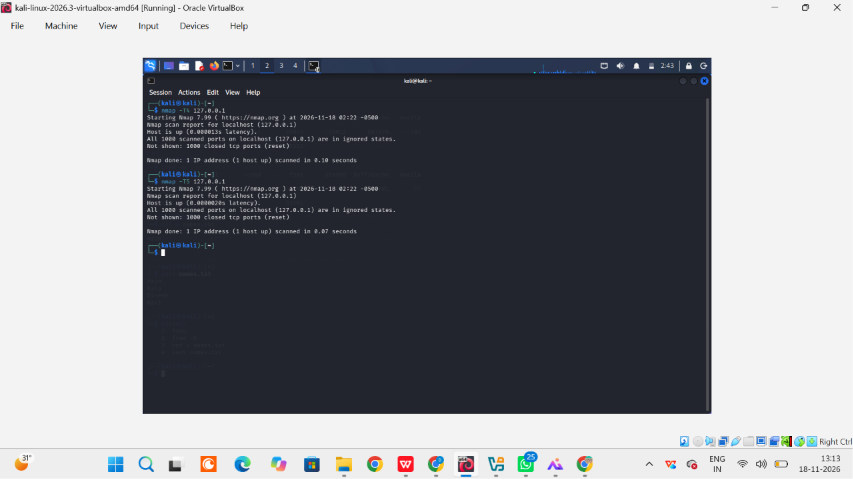 kali-linux-2026.3-virtualbox-amd64 [Running] - Oracle VirtualBox
File Machine View Input Devices Help
1 2 3 4 2:43
kali@kali: ~
Session Actions Edit View Help
(kali㉿kali)-[~]
$ nmap -T4 127.0.0.1
Starting Nmap 7.99 ( https://nmap.org ) at 2026-11-18 02:22 -0500
Nmap scan report for localhost (127.0.0.1)
Host is up (0.000013s latency).
All 1000 scanned ports on localhost (127.0.0.1) are in ignored states.
Not shown: 1000 closed tcp ports (reset)
Nmap done: 1 IP address (1 host up) scanned in 0.10 seconds
(kali㉿kali)-[~]
$ nmap -T5 127.0.0.1
Starting Nmap 7.99 ( https://nmap.org ) at 2026-11-18 02:22 -0500
Nmap scan report for localhost (127.0.0.1)
Host is up (0.0000020s latency).
All 1000 scanned ports on localhost (127.0.0.1) are in ignored states.
Not shown: 1000 closed tcp ports (reset)
Nmap done: 1 IP address (1 host up) scanned in 0.07 seconds
(kali㉿kali)-[~]
$
Right Ctrl
31°
25
ENG
IN
13:13
18-11-2026